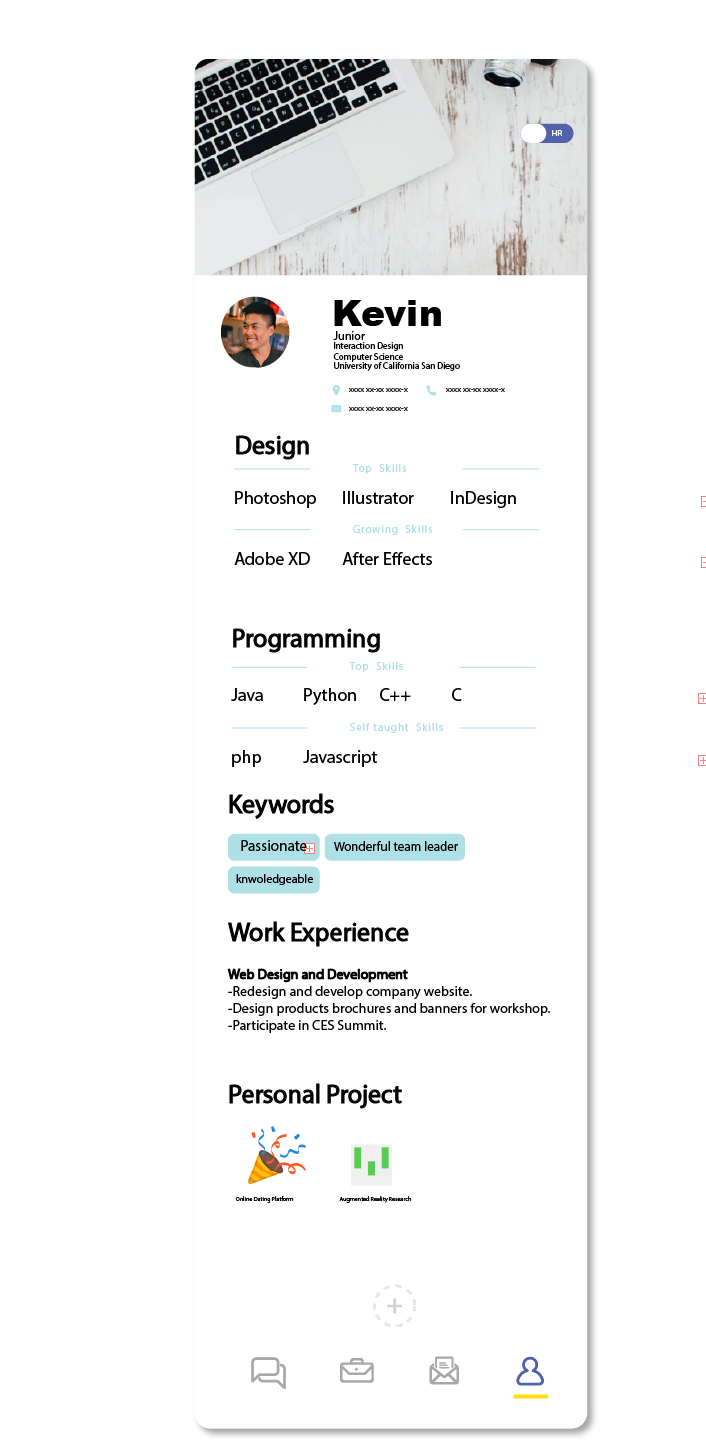 HR
Kevin
Junior
Interaction Design
Computer Science
University of California San Diego
xxxx xx-xx xxxx-x xxxx xx-xx xxxx-x
xxxx xx-xx xxxx-x
Design
Top Skills
Photoshop Illustrator InDesign
Growing Skills
Adobe XD After Effects
Programming
Top Skills
Java Python C++ C
Self taught Skills
php Javascript
Keywords
Passionate Wonderful team leader
knwoledgeable
Work Experience
Web Design and Development
-Redesign and develop company website.
-Design products brochures and banners for workshop.
-Participate in CES Summit.
Personal Project
Online Dating Platform Augmented Reality Research